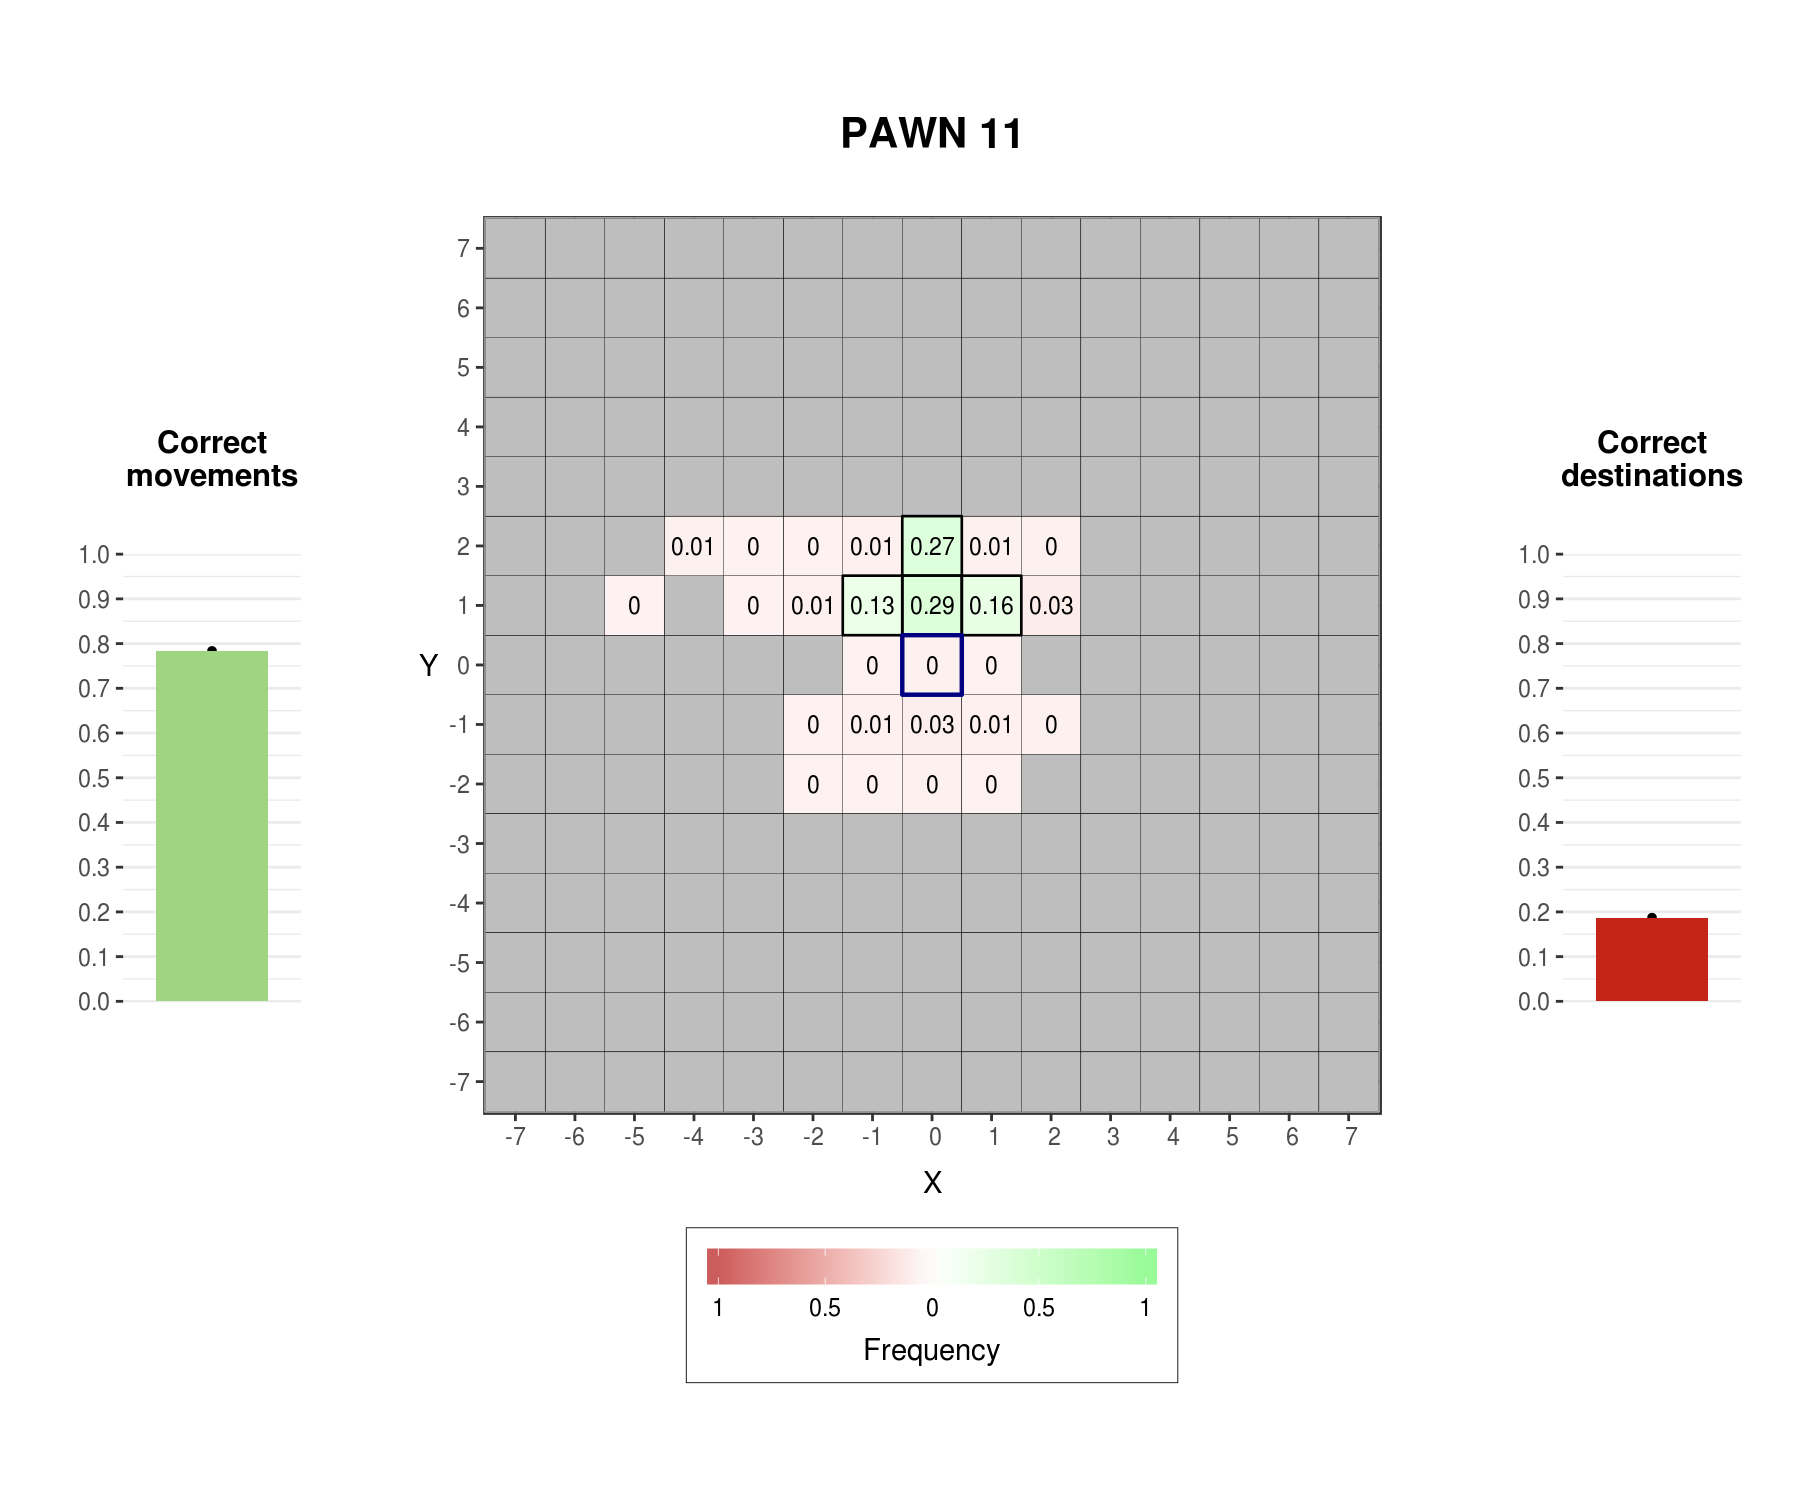 PAWN 11
Correct
movements
1.0
0.9
0.8
0.7
0.6
0.5
0.4
0.3
0.2
0.1
0.0
Y
7
6
5
4
3
2 0.01 0 0 0.01 0.27 0.01 0
1 0 0 0.01 0.13 0.29 0.16 0.03
0 0 0 0
-1 0 0.01 0.03 0.01 0
-2 0 0 0 0
-3
-4
-5
-6
-7
-7 -6 -5 -4 -3 -2 -1 0 1 2 3 4 5 6 7
X
1 0.5 0 0.5 1
Frequency
Correct
destinations
1.0
0.9
0.8
0.7
0.6
0.5
0.4
0.3
0.2
0.1
0.0